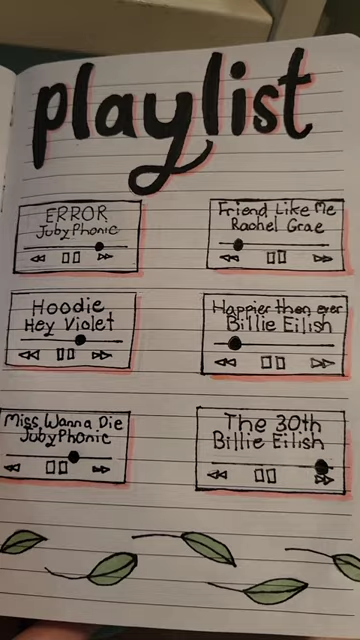 playlist
ERROR
JubyPhonic
Friend Like Me
Rachel Grae
Hoodie
Hey Violet
Happier then ever
Billie Eilish
Miss Wanna Die
JubyPhonic
The 30th
Billie Eilish